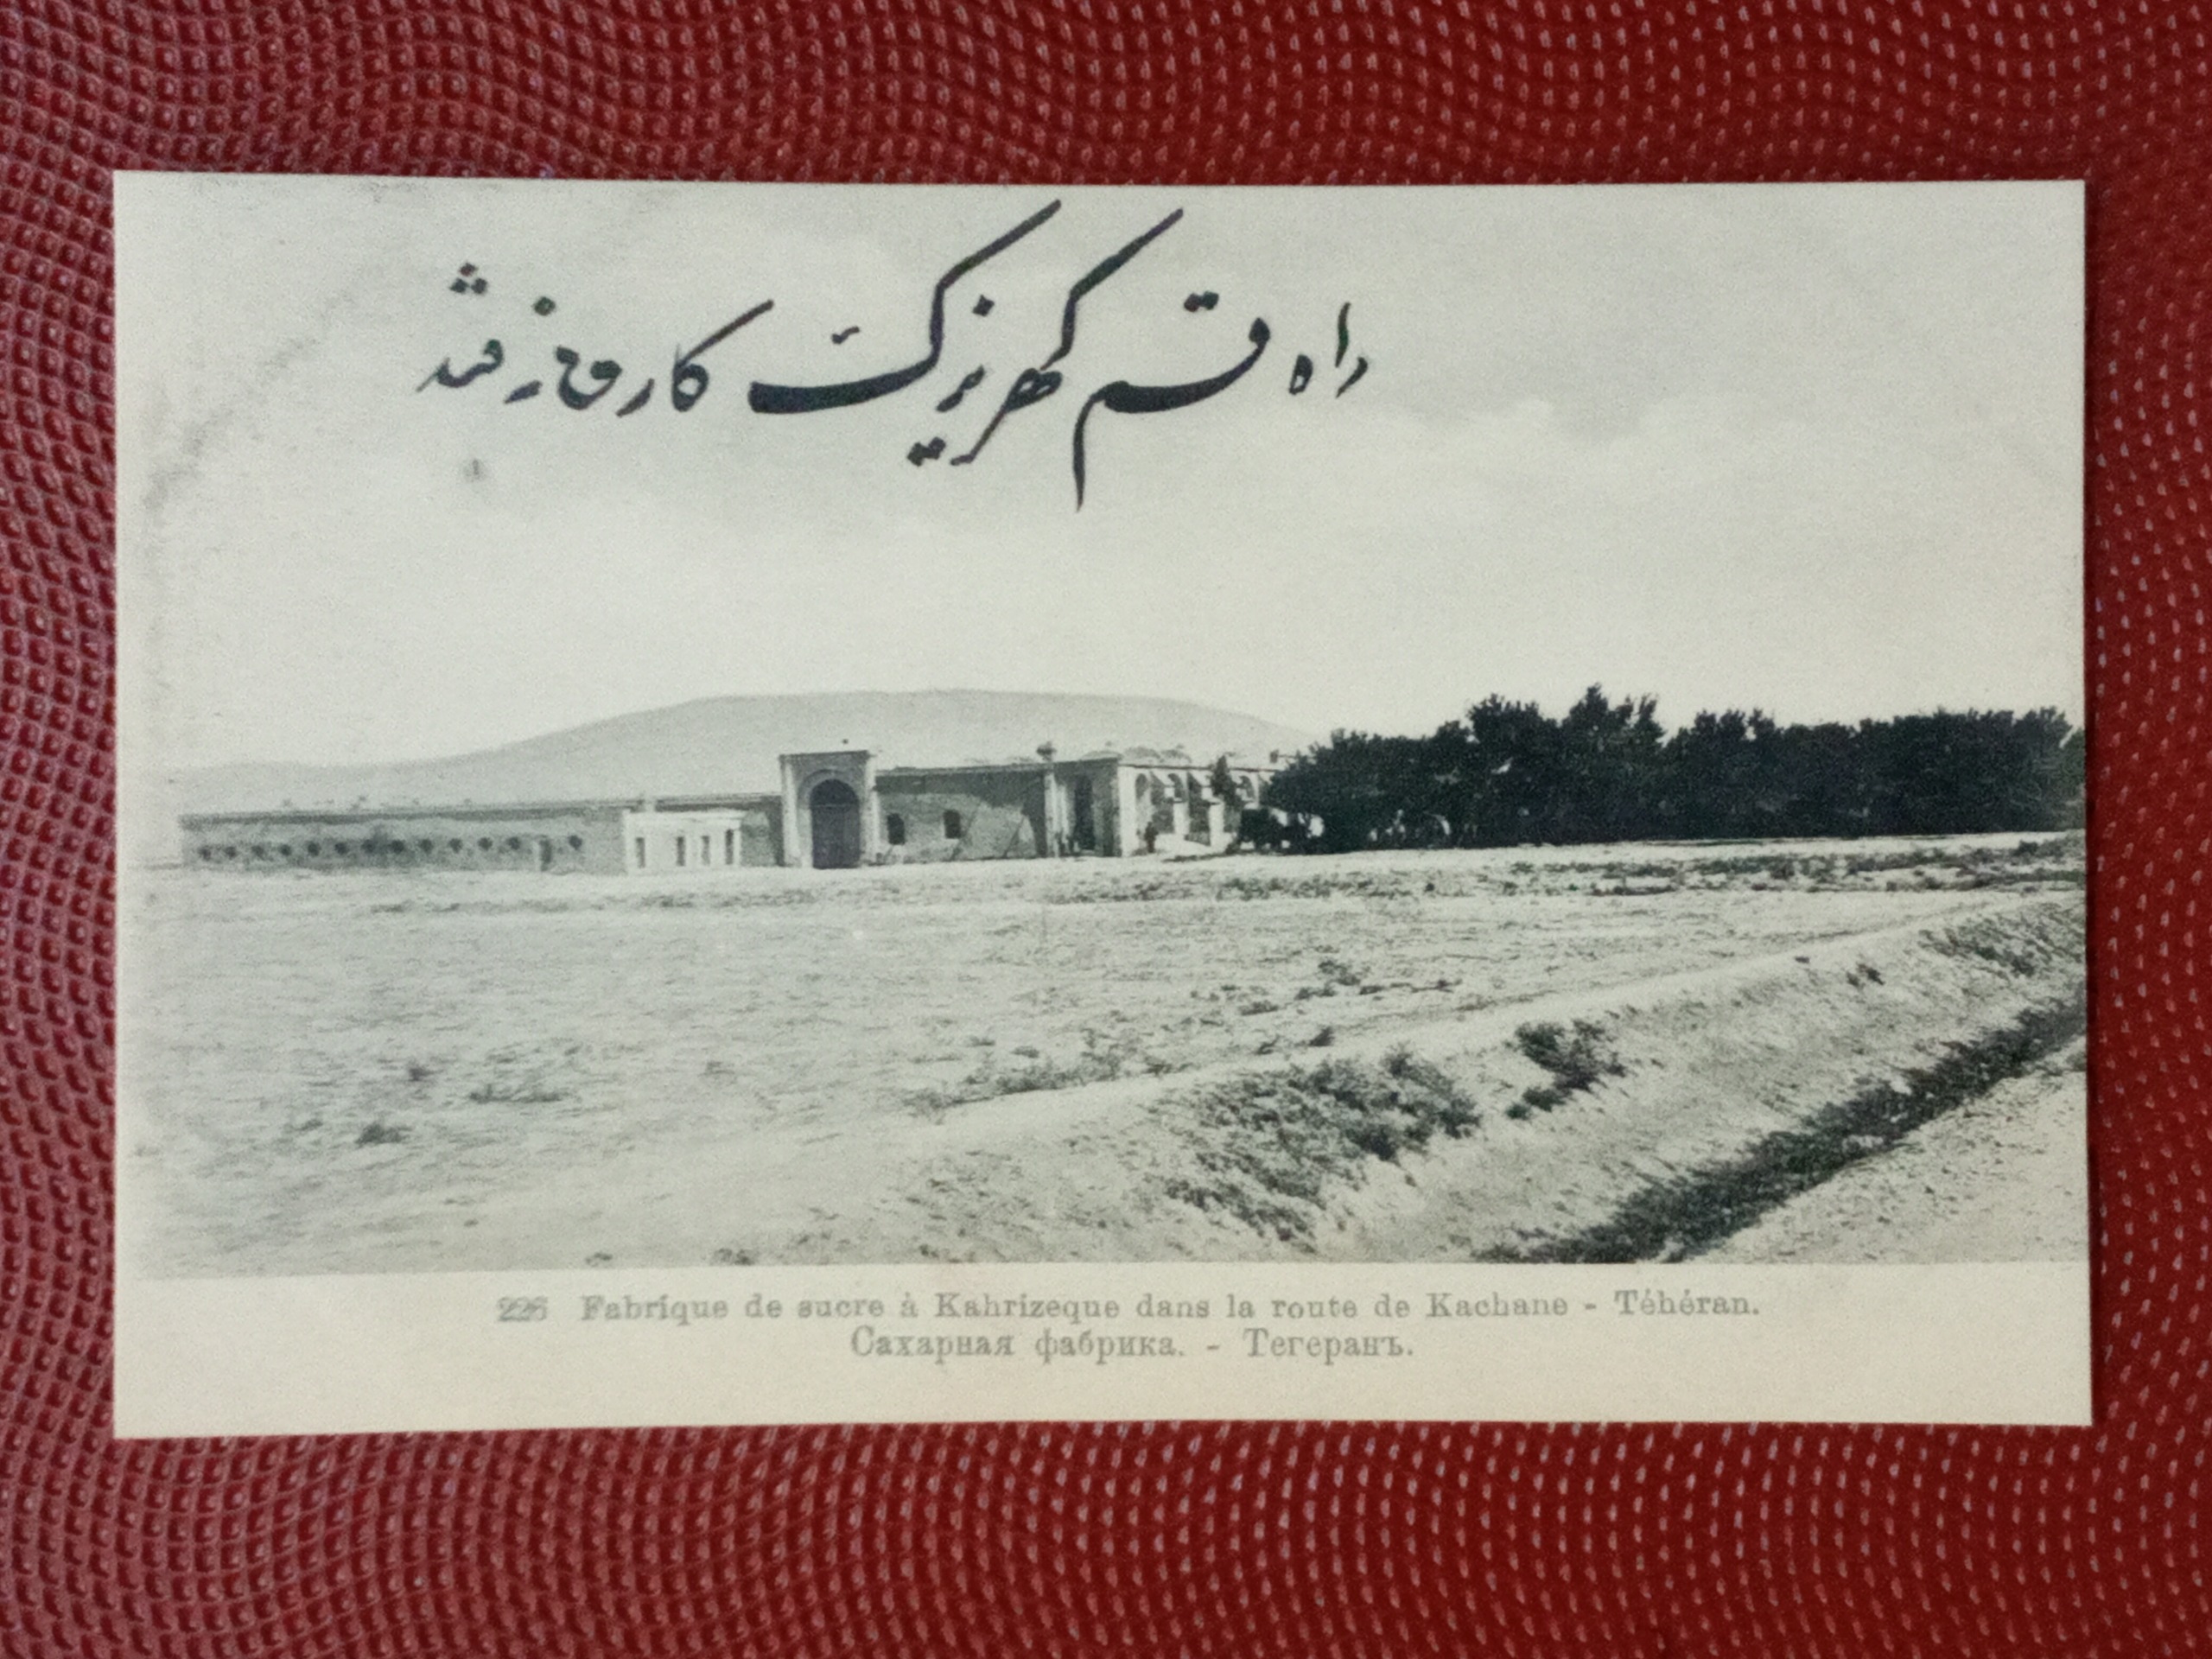 راه قم کهریزک کارخانه قند
226 Fabrique de sucre à Kahrizeque dans la route de Kachane - Téhéran.
Сахарная фабрика. - Тегеранъ.